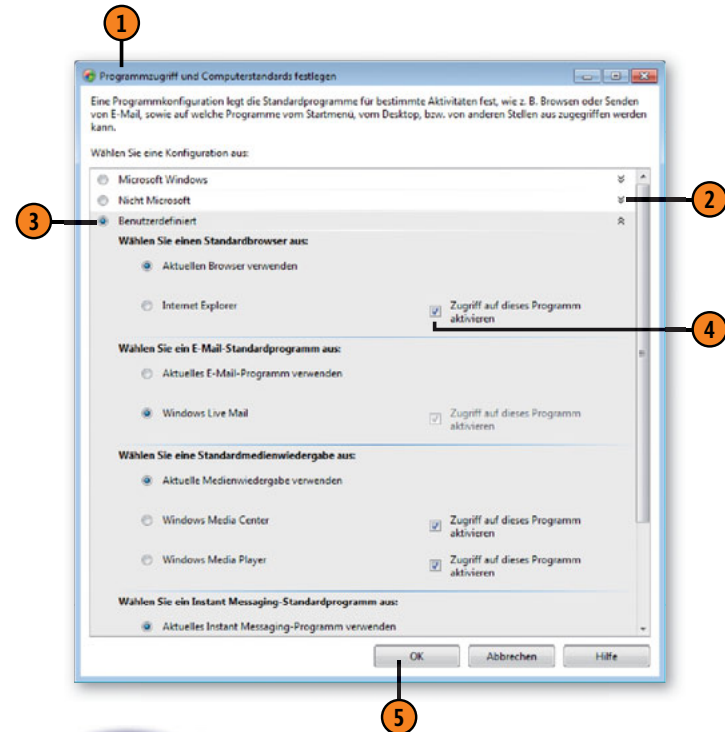 1
Programmzugriff und Computerstandards festlegen
Eine Programmkonfiguration legt die Standardprogramme für bestimmte Aktivitäten fest, wie z. B. Browsen oder Senden
von E-Mail, sowie auf welche Programme vom Startmenü, vom Desktop, bzw. von anderen Stellen aus zugegriffen werden
kann.
Wählen Sie eine Konfiguration aus:
Microsoft Windows
Nicht Microsoft
2
3
Benutzerdefiniert
Wählen Sie einen Standardbrowser aus:
Aktuellen Browser verwenden
Internet Explorer
Zugriff auf dieses Programm
aktivieren
4
Wählen Sie ein E-Mail-Standardprogramm aus:
Aktuelles E-Mail-Programm verwenden
Windows Live Mail
Zugriff auf dieses Programm
aktivieren
Wählen Sie eine Standardmedienwiedergabe aus:
Aktuelle Medienwiedergabe verwenden
Windows Media Center
Zugriff auf dieses Programm
aktivieren
Windows Media Player
Zugriff auf dieses Programm
aktivieren
Wählen Sie ein Instant Messaging-Standardprogramm aus:
Aktuelles Instant Messaging-Programm verwenden
OK
Abbrechen
Hilfe
5